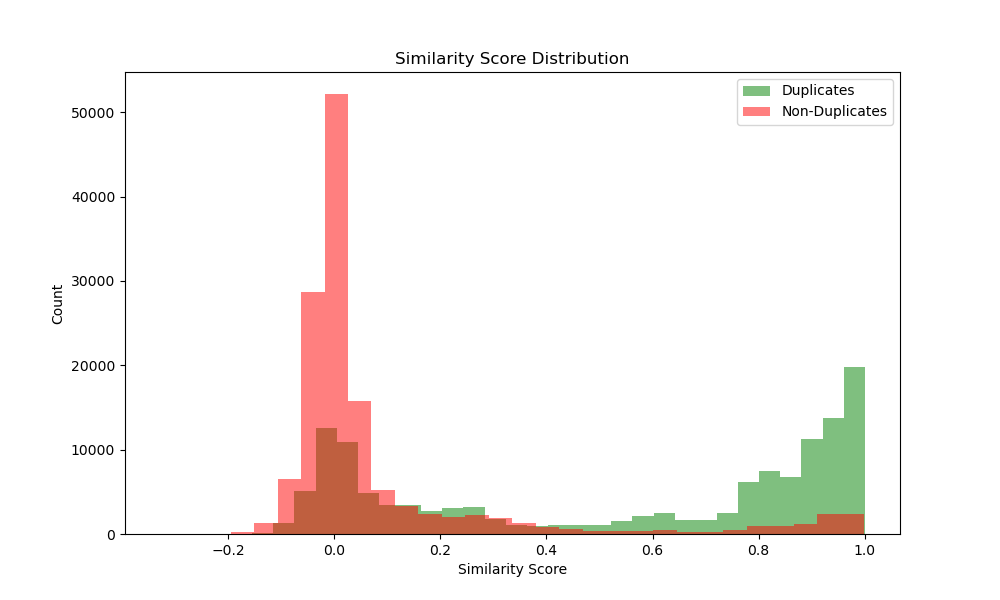 Similarity Score Distribution
Duplicates
Non-Duplicates
50000
40000
30000
20000
10000
0
Count
−0.2 0.0 0.2 0.4 0.6 0.8 1.0
Similarity Score